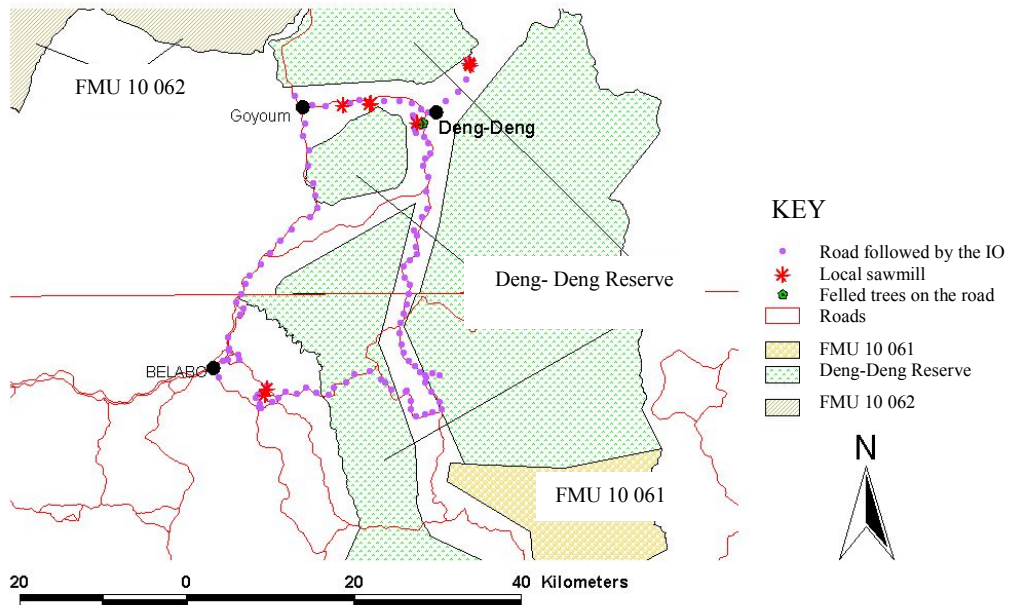 FMU 10 062
Goyoum
Deng-Deng
Deng- Deng Reserve
BELABO
FMU 10 061
KEY
Road followed by the IO
Local sawmill
Felled trees on the road
Roads
FMU 10 061
Deng-Deng Reserve
FMU 10 062
N
20 0 20 40 Kilometers